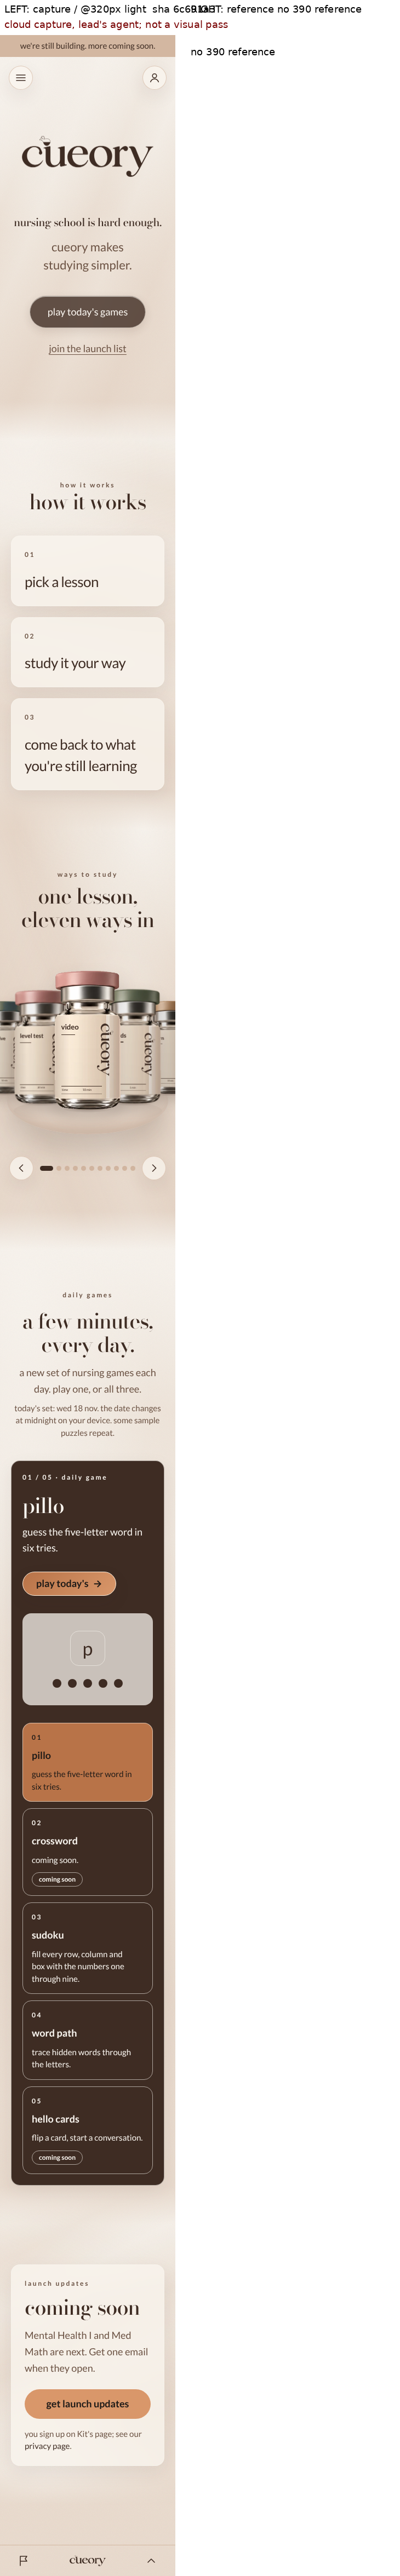 LEFT: capture / @320px light sha
RIGHT: reference no 390 reference
cloud capture, lead's agent; not a visual pass
no 390 reference
we're still building. more coming soon.
cueory
nursing school is hard enough.
cueory makes
studying simpler.
play today's games
join the launch list
how it works
how it works
01
pick a lesson
02
study it your way
03
come back to what
you're still learning
ways to study
one lesson.
eleven ways in
level test
video
cueory
cueory
daily games
a few minutes.
every day.
a new set of nursing games each
day. play one, or all three.
today's set: wed 18 nov. the date changes
at midnight on your device. some sample
puzzles repeat.
01 / 05 · daily game
pillo
guess the five-letter word in
six tries.
play today's →
p
01
pillo
guess the five-letter word in
six tries.
02
crossword
coming soon.
coming soon
03
sudoku
fill every row, column and
box with the numbers one
through nine.
04
word path
trace hidden words through
the letters.
05
hello cards
flip a card, start a conversation.
coming soon
launch updates
coming soon
Mental Health I and Med
Math are next. Get one email
when they open.
get launch updates
you sign up on Kit's page; see our
privacy page.
cueory